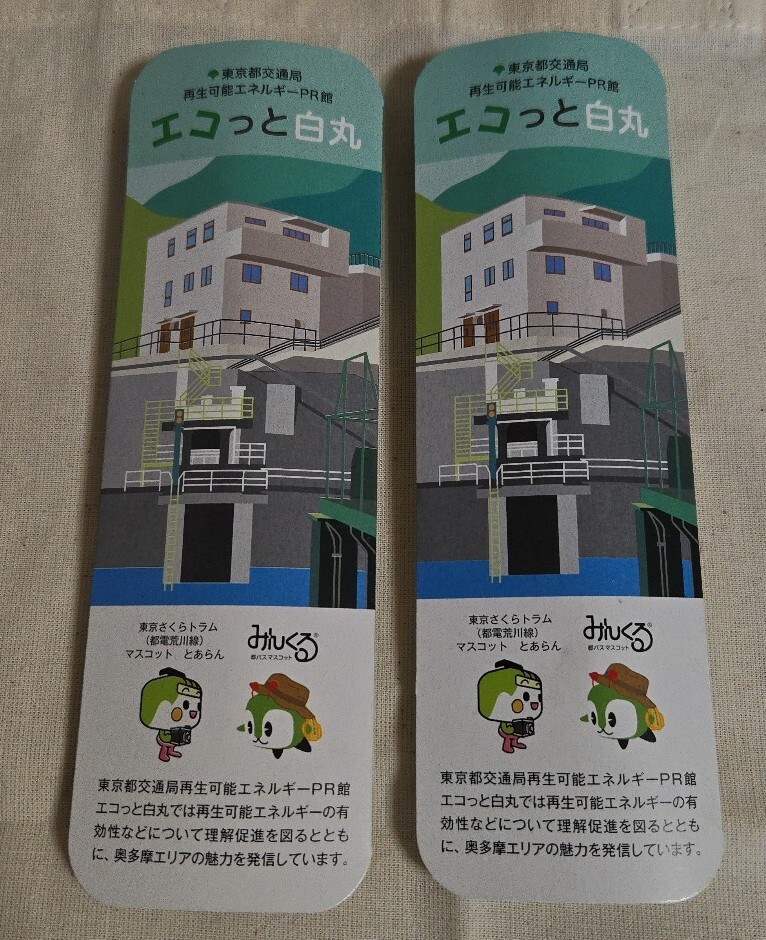 東京都交通局
再生可能エネルギーPR館
エコっと白丸
東京さくらトラム
(都電荒川線)
マスコット とあらん
みんくる®
都バスマスコット
東京都交通局再生可能エネルギーPR館
エコっと白丸では再生可能エネルギーの有
効性などについて理解促進を図るととも
に、奥多摩エリアの魅力を発信しています。
東京都交通局
再生可能エネルギーPR館
エコっと白丸
東京さくらトラム
(都電荒川線)
マスコット とあらん
みんくる®
都バスマスコット
東京都交通局再生可能エネルギーPR館
エコっと白丸では再生可能エネルギーの有
効性などについて理解促進を図るととも
に、奥多摩エリアの魅力を発信しています。